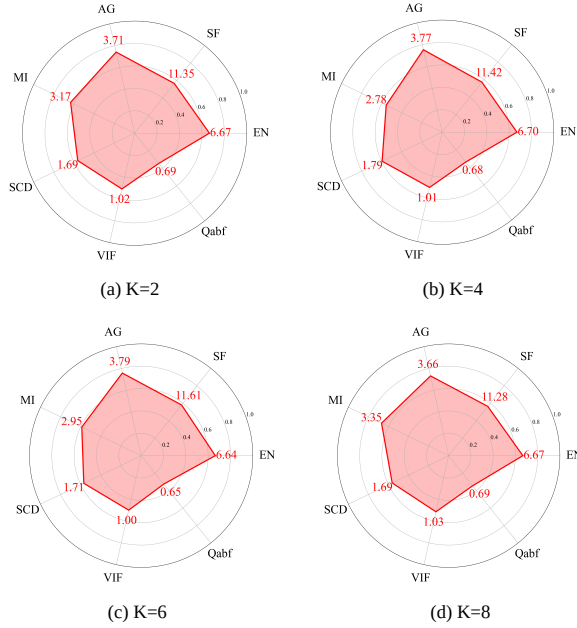 AG
SF
3.71
11.35
MI
1.0
0.8
3.17
0.6
0.4
0.2
6.67
EN
1.69
0.69
SCD
1.02
Qabf
VIF
(a) K=2
AG
SF
3.77
11.42
MI
1.0
0.8
2.78
0.6
0.4
0.2
6.70
EN
1.79
0.68
SCD
1.01
Qabf
VIF
(b) K=4
AG
SF
3.79
11.61
MI
1.0
0.8
2.95
0.6
0.4
0.2
6.64
EN
1.71
0.65
SCD
1.00
Qabf
VIF
(c) K=6
AG
SF
3.66
11.28
MI
1.0
0.8
3.35
0.6
0.4
0.2
6.67
EN
1.69
0.69
SCD
1.03
Qabf
VIF
(d) K=8